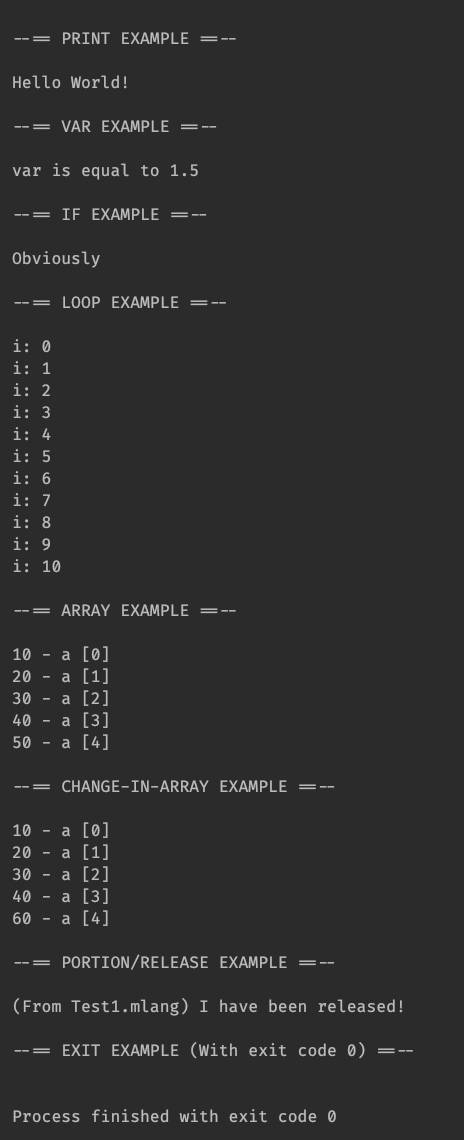 --== PRINT EXAMPLE ==--
Hello World!
--== VAR EXAMPLE ==--
var is equal to 1.5
--== IF EXAMPLE ==--
Obviously
--== LOOP EXAMPLE ==--
i: 0
i: 1
i: 2
i: 3
i: 4
i: 5
i: 6
i: 7
i: 8
i: 9
i: 10
--== ARRAY EXAMPLE ==--
10 - a [0]
20 - a [1]
30 - a [2]
40 - a [3]
50 - a [4]
--== CHANGE-IN-ARRAY EXAMPLE ==--
10 - a [0]
20 - a [1]
30 - a [2]
40 - a [3]
60 - a [4]
--== PORTION/RELEASE EXAMPLE ==--
(From Test1.mlang) I have been released!
--== EXIT EXAMPLE (With exit code 0) ==--
Process finished with exit code 0